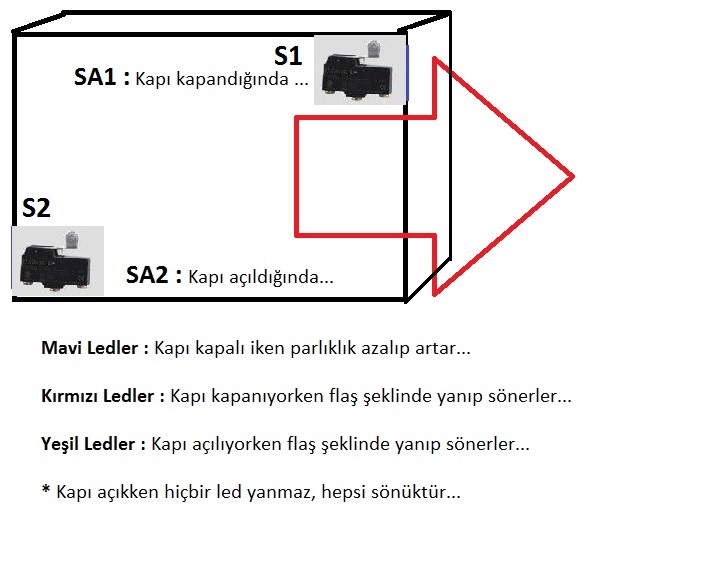 S1
SA1 : Kapı kapandığında ...
S2
SA2 : Kapı açıldığında...
Mavi Ledler : Kapı kapalı iken parlıklık azalıp artar...
Kırmızı Ledler : Kapı kapanıyorken flaş şeklinde yanıp sönerler...
Yeşil Ledler : Kapı açılıyorken flaş şeklinde yanıp sönerler...
* Kapı açıkken hiçbir led yanmaz, hepsi sönüktür...